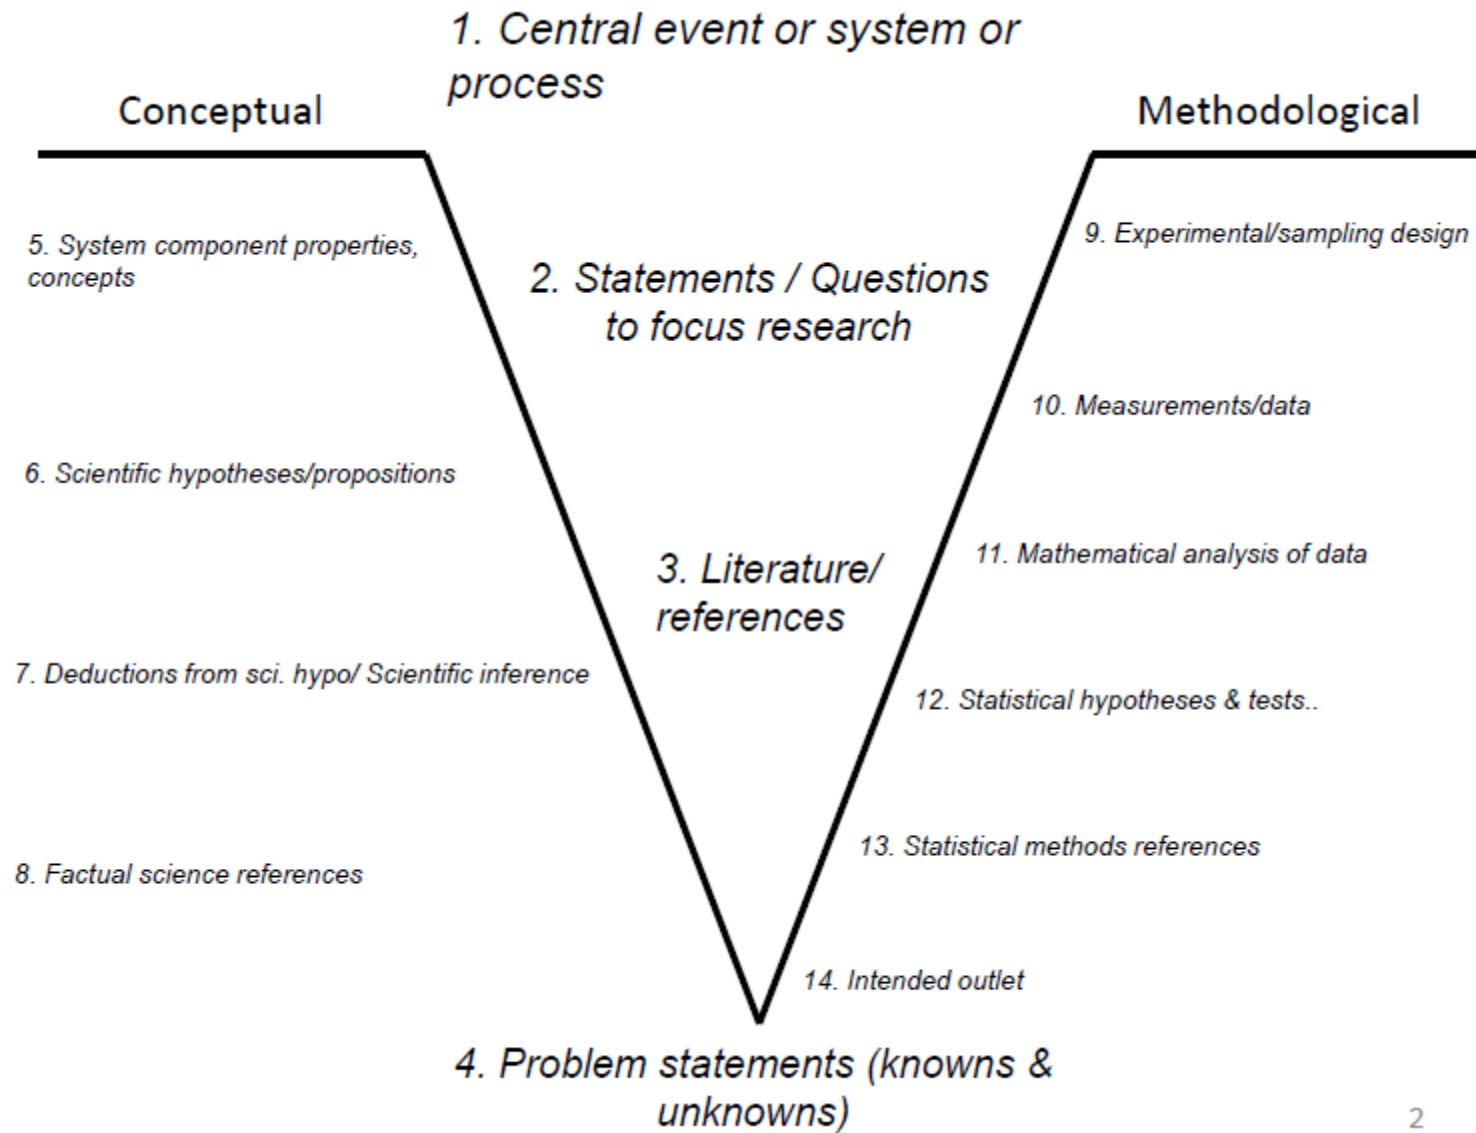 1. Central event or system or
process
Conceptual
Methodological
5. System component properties,
concepts
2. Statements / Questions
to focus research
9. Experimental/sampling design
10. Measurements/data
6. Scientific hypotheses/propositions
3. Literature/
references
11. Mathematical analysis of data
7. Deductions from sci. hypo/ Scientific inference
12. Statistical hypotheses & tests..
8. Factual science references
13. Statistical methods references
14. Intended outlet
4. Problem statements (knowns &
unknowns)
2